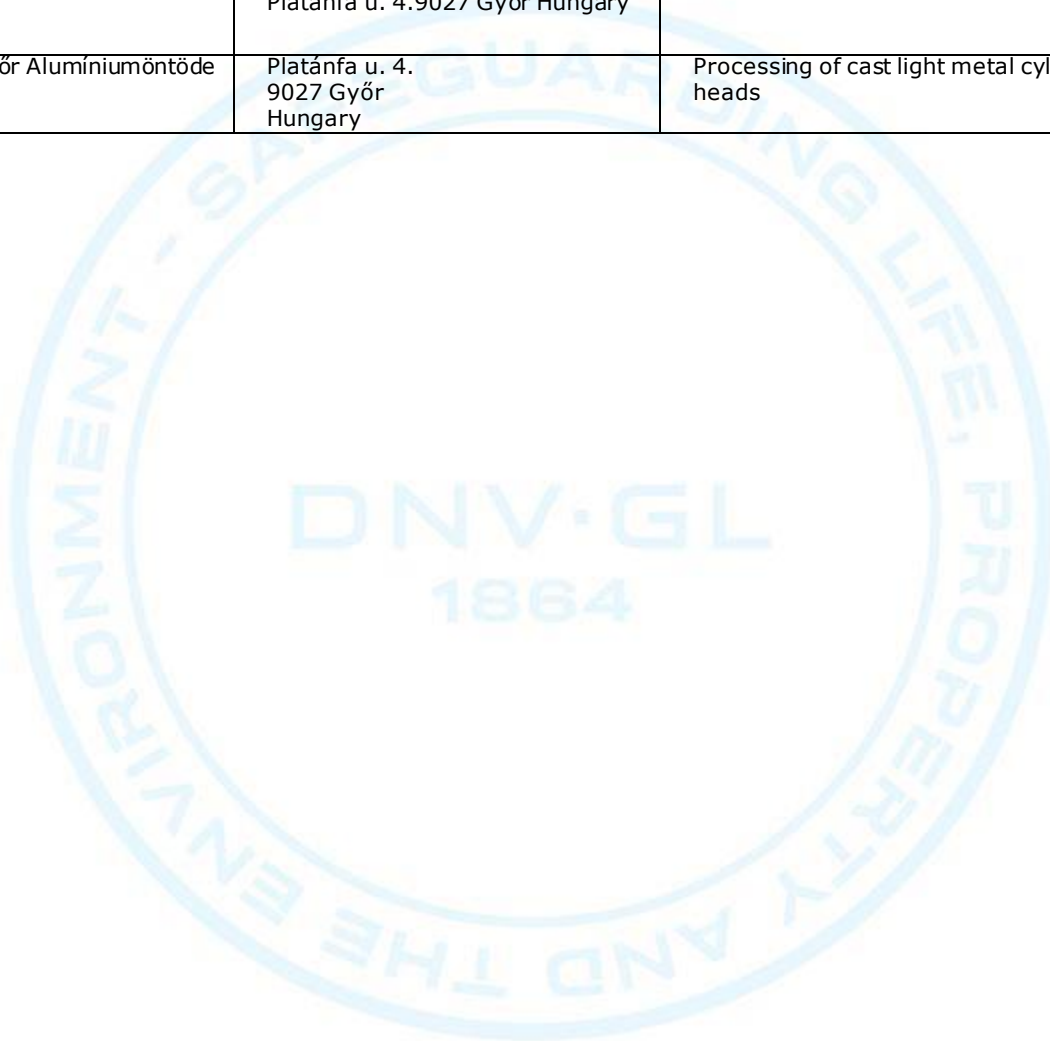 Platánfa u. 4.9027 Győr Hungary
őr Alumíniumöntöde
Platánfa u. 4.
9027 Győr
Hungary
Processing of cast light metal cyl
heads
SAFEGUARDING LIFE, PROPERTY AND THE ENVIRONMENT -
DNV·GL
1864